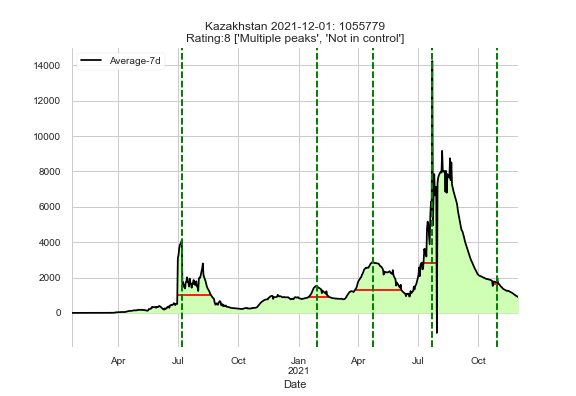 Kazakhstan 2021-12-01: 1055779
Rating:8 ['Multiple peaks', 'Not in control']
Average-7d
14000
12000
10000
8000
6000
4000
2000
0
Apr
Jul
Oct
Jan
2021
Apr
Jul
Oct
Date